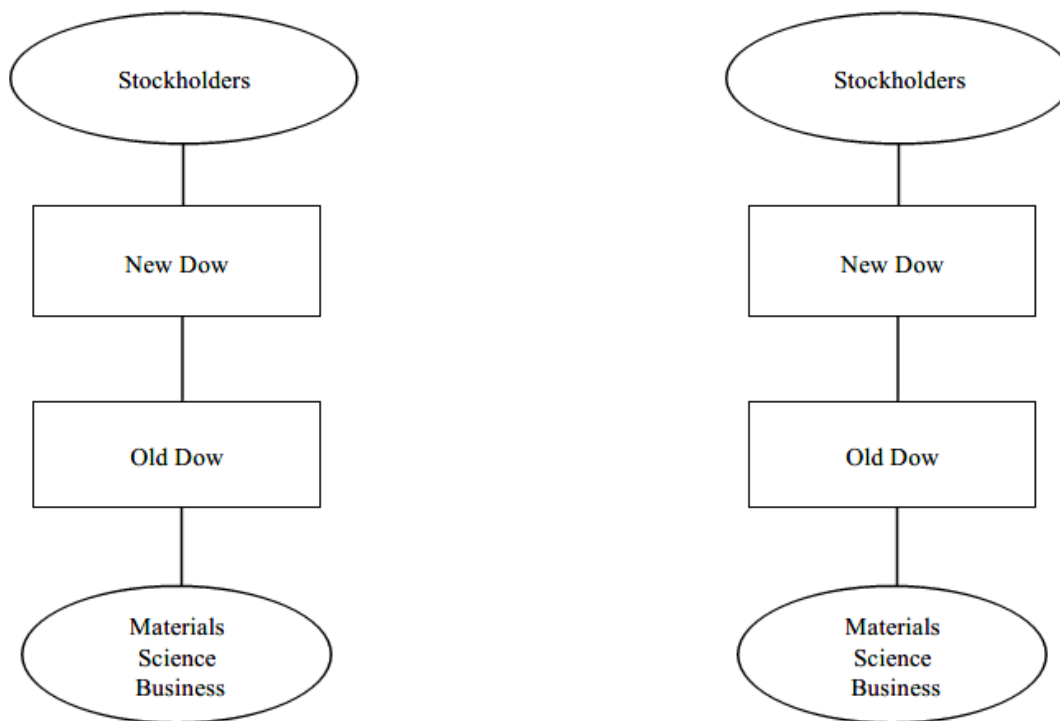 Stockholders
New Dow
Old Dow
Materials
Science
Business
Stockholders
New Dow
Old Dow
Materials
Science
Business